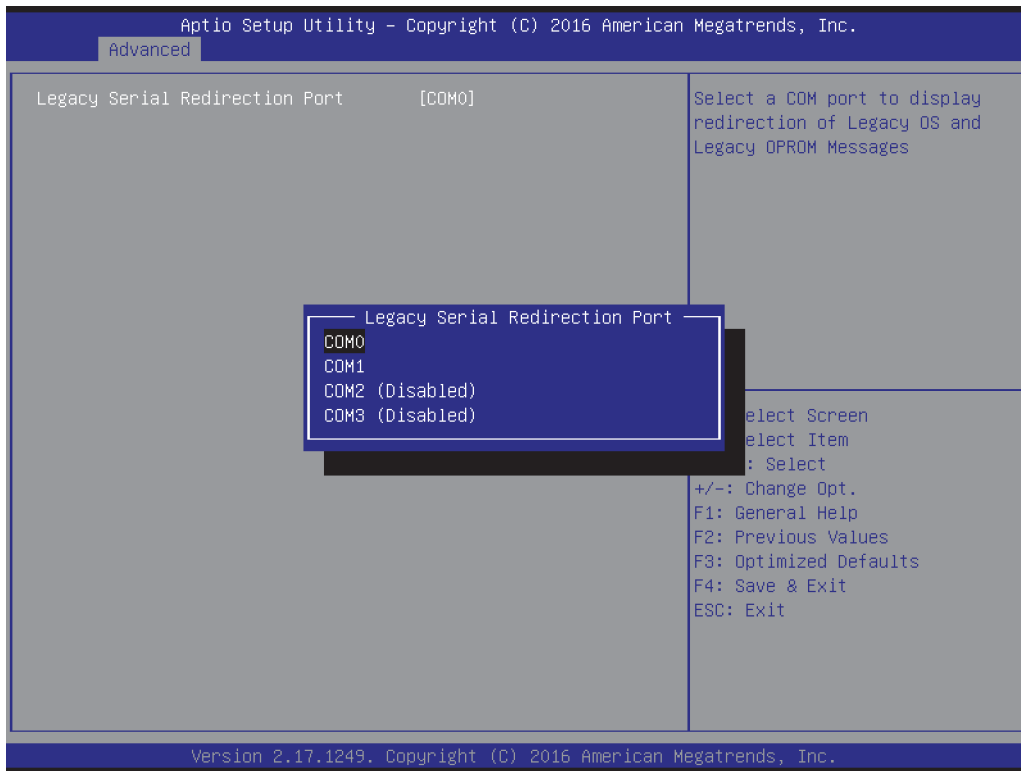 Aptio Setup Utility – Copyright (C) 2016 American Megatrends, Inc.
Advanced
Legacy Serial Redirection Port [COM0]
Select a COM port to display
redirection of Legacy OS and
Legacy OPROM Messages
Legacy Serial Redirection Port
COM0
COM1
COM2 (Disabled)
COM3 (Disabled)
elect Screen
elect Item
: Select
+/-: Change Opt.
F1: General Help
F2: Previous Values
F3: Optimized Defaults
F4: Save & Exit
ESC: Exit
Version 2.17.1249. Copyright (C) 2016 American Megatrends, Inc.